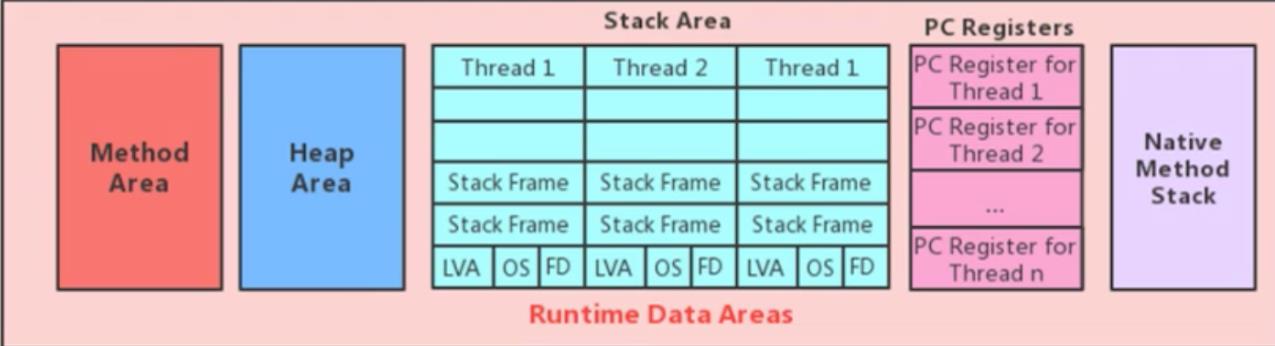 Stack Area
PC Registers
Method
Area
Heap
Area
Thread 1
Thread 2
Thread 1
Stack Frame
Stack Frame
Stack Frame
Stack Frame
Stack Frame
Stack Frame
LVA
OS
FD
LVA
OS
FD
LVA
OS
FD
PC Register for
Thread 1
PC Register for
Thread 2
...
PC Register for
Thread n
Native
Method
Stack
Runtime Data Areas